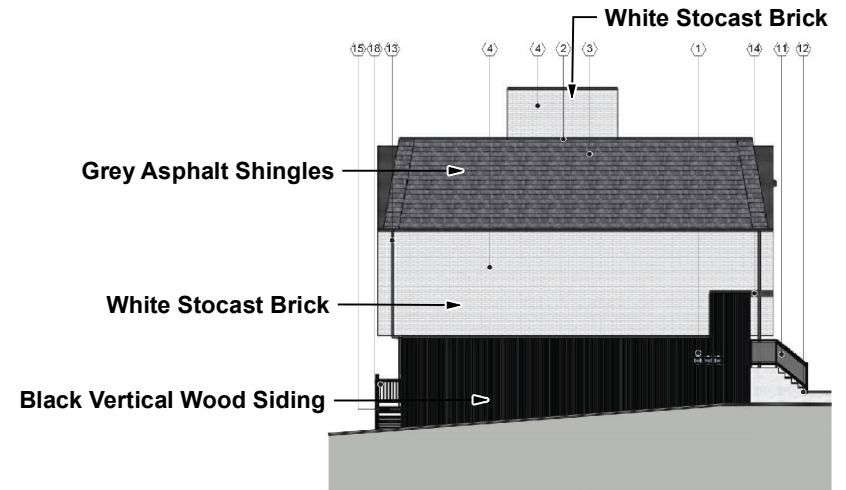 White Stocast Brick
15 18 13 4 4 2 3 1 14 11 12
Grey Asphalt Shingles
White Stocast Brick
Black Vertical Wood Siding